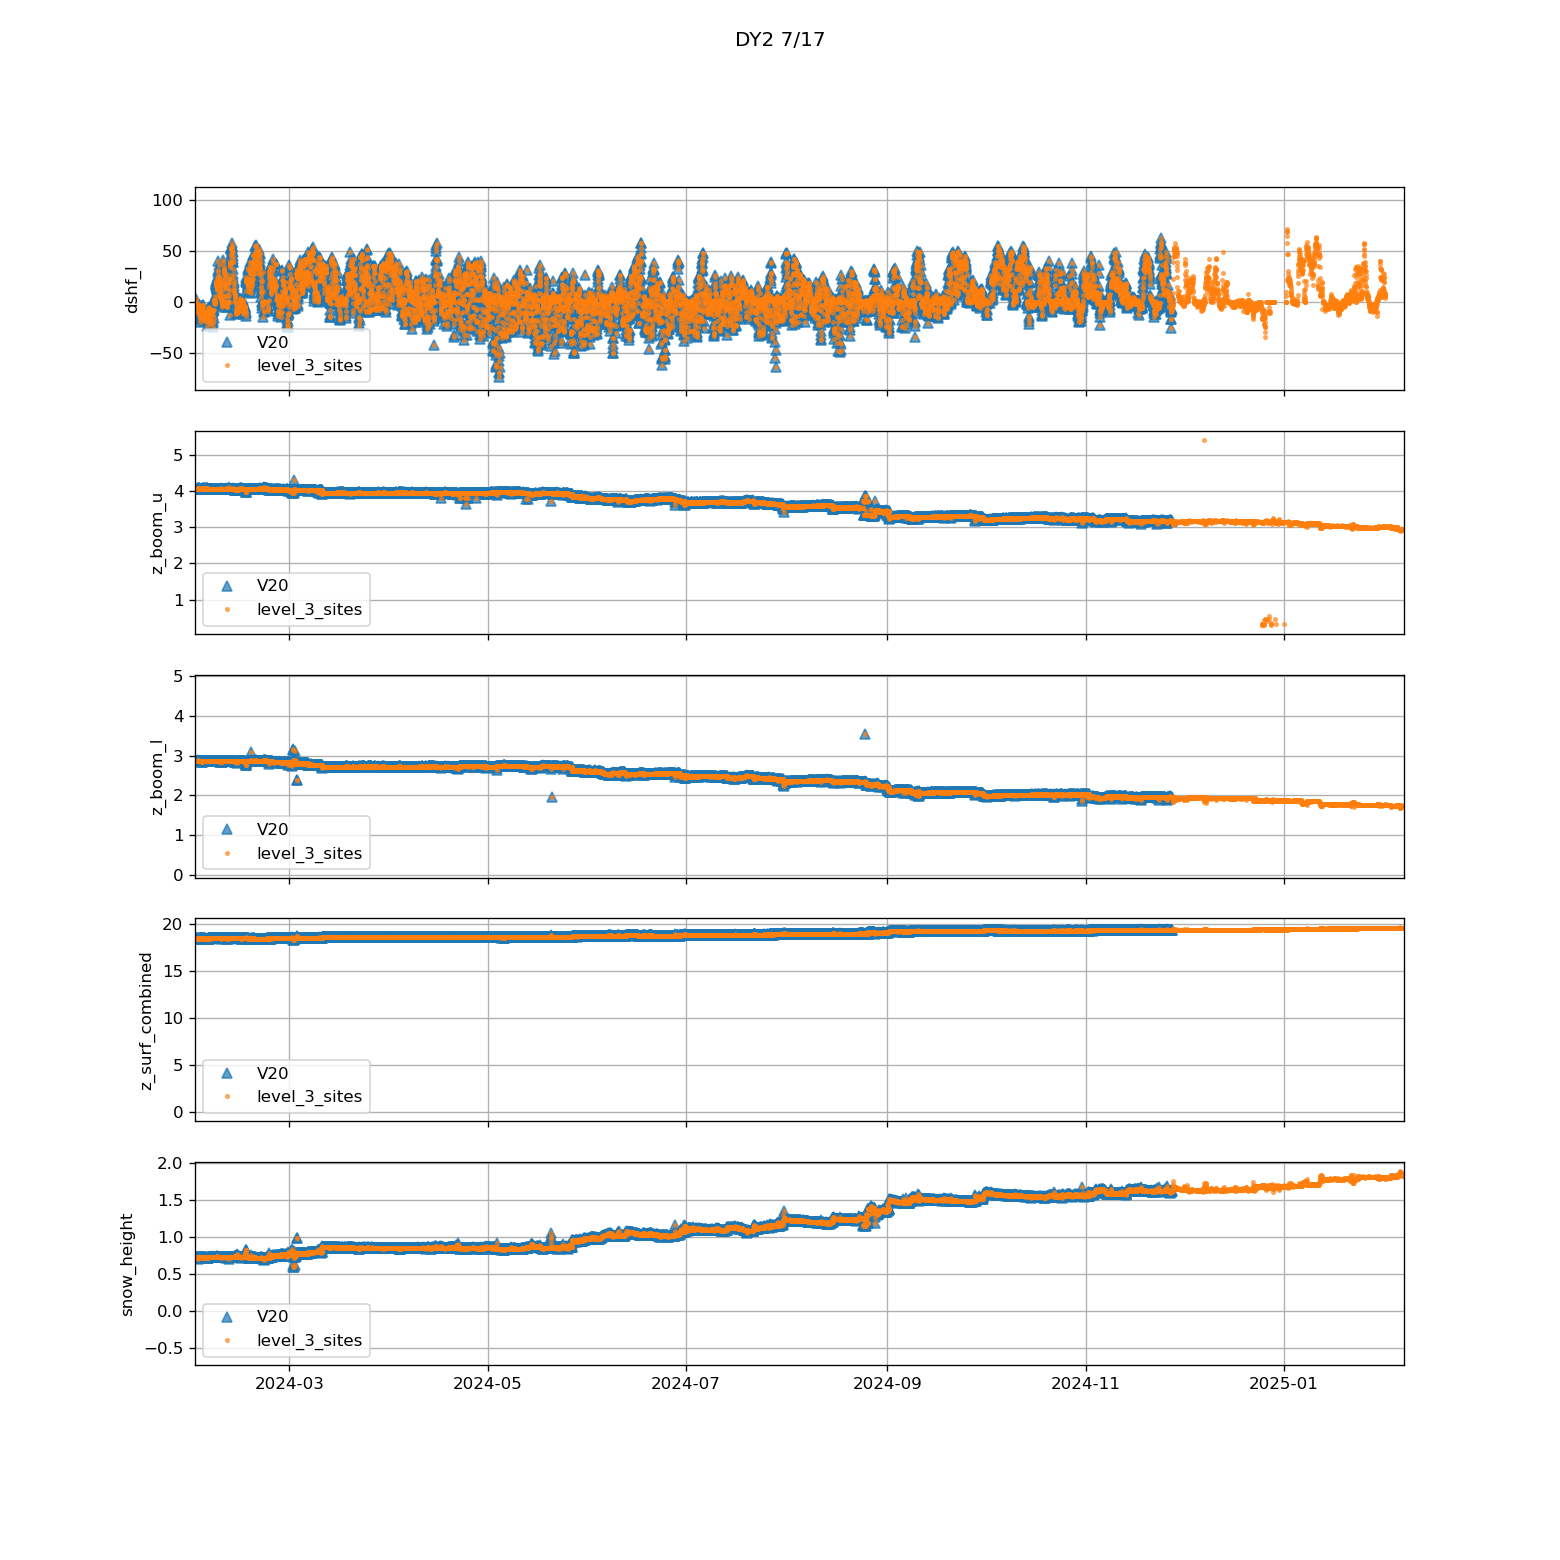 DY2 7/17
100
50
0
−50
dshf_l
V20
level_3_sites
5
4
3
2
1
z_boom_u
V20
level_3_sites
5
4
3
2
1
0
z_boom_l
V20
level_3_sites
20
15
10
5
0
z_surf_combined
V20
level_3_sites
2.0
1.5
1.0
0.5
0.0
−0.5
snow_height
V20
level_3_sites
2024-03 2024-05 2024-07 2024-09 2024-11 2025-01